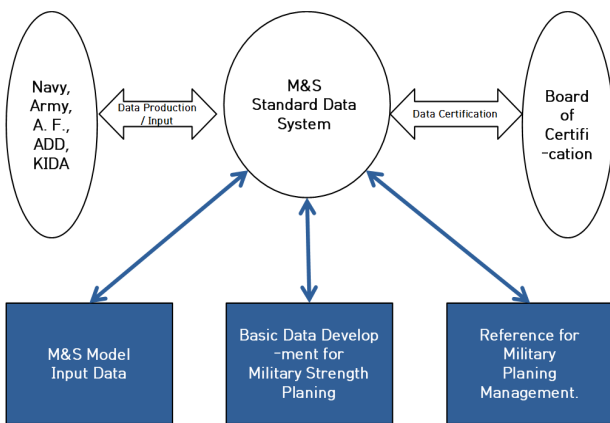 Navy,
Army,
A. F.,
ADD,
KIDA
Data Production
/ Input
M&S
Standard Data
System
Data Certification
Board
of
Certifi
-cation
M&S Model
Input Data
Basic Data Develop
-ment for
Military Strength
Planing
Reference for
Military
Planing
Management.